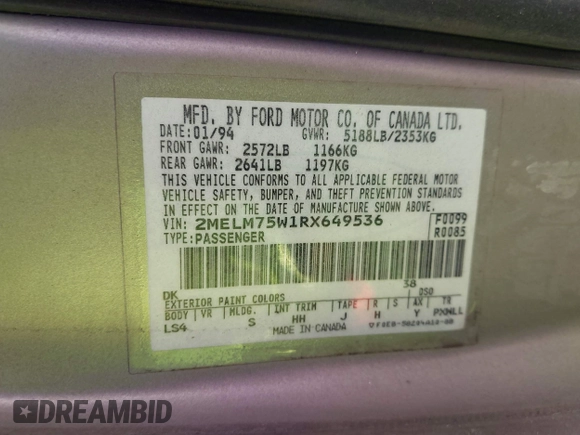 MFD. BY FORD MOTOR CO. OF CANADA LTD.
DATE: 01/94 GVWR: 5188LB/2353KG
FRONT GAWR: 2572LB 1166KG
REAR GAWR: 2641LB 1197KG
THIS VEHICLE CONFORMS TO ALL APPLICABLE FEDERAL MOTOR
VEHICLE SAFETY, BUMPER, AND THEFT PREVENTION STANDARDS
IN EFFECT ON THE DATE OF MANUFACTURE SHOWN ABOVE.
VIN: 2MELM75W1RX649536 F0099
TYPE: PASSENGER R0085
DK 38 DSO
EXTERIOR PAINT COLORS
BODY VR MLDG. INT TRIM TAPE R S AX TR
LS4 S HH J H Y PXNLL
MADE IN CANADA
DREAMBID